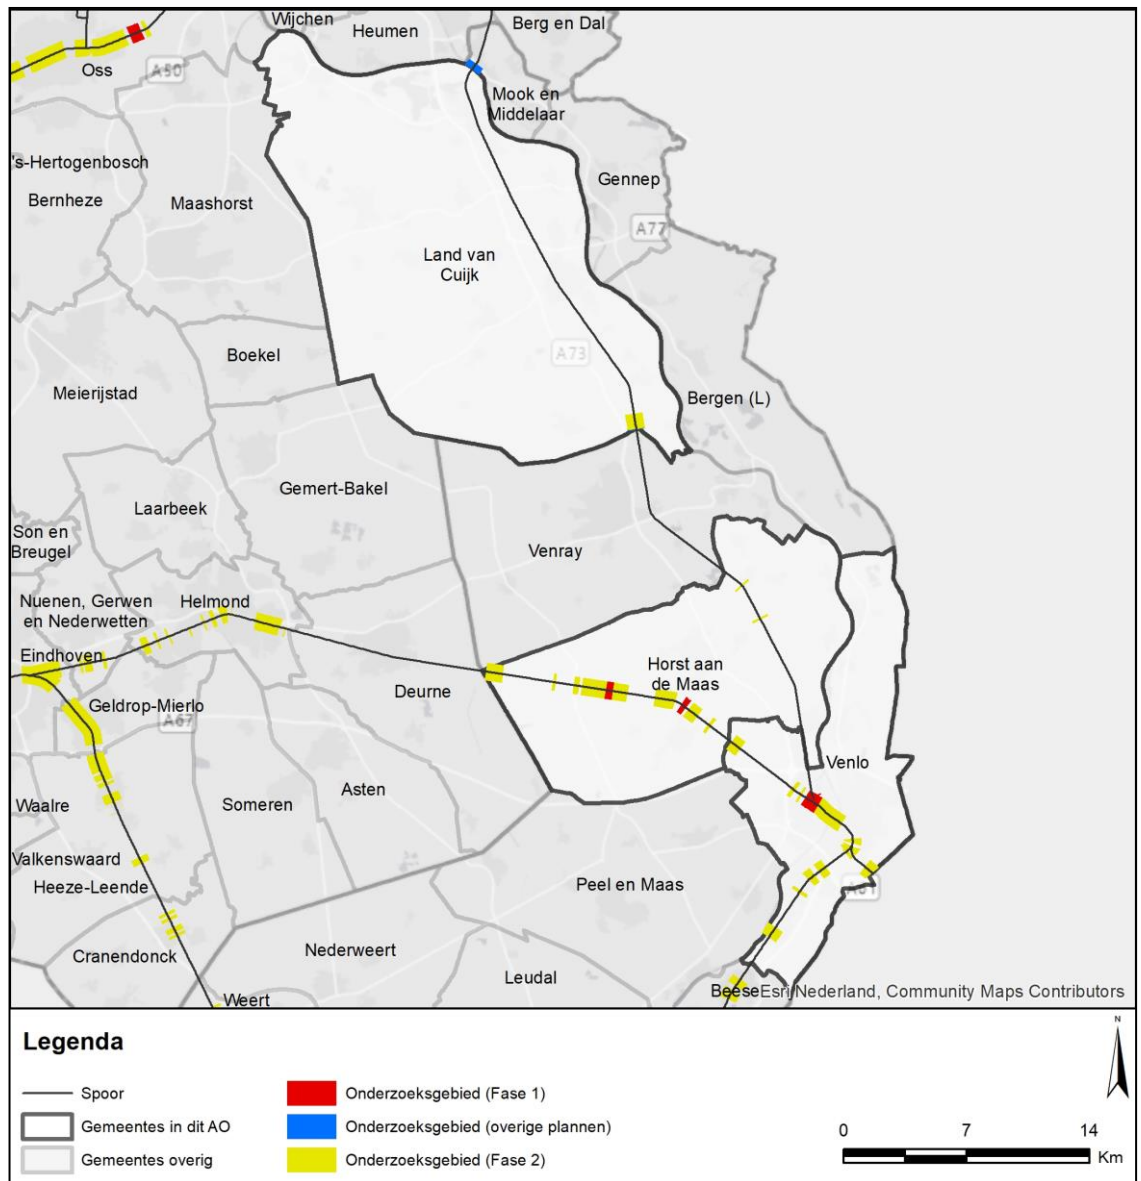 Wijchen
Heumen
Berg en Dal
Oss
A50
Mook en
Middelaar
's-Hertogenbosch
Bernheze
Maashorst
Gennep
A77
Land van
Cuijk
A73
Boekel
Meierijstad
Bergen (L)
Laarbeek
Gemert-Bakel
Son en
Breugel
Venray
Nuenen, Gerwen
en Nederwetten
Helmond
Eindhoven
Horst aan
de Maas
Deurne
Geldrop-Mierlo
A67
Venlo
Waalre
Someren
Asten
Valkenswaard
Heeze-Leende
Peel en Maas
Cranendonck
Nederweert
Leudal
Weert
BeeseEsri Nederland, Community Maps Contributors
Legenda
Spoor
Gemeentes in dit AO
Gemeentes overig
Onderzoeksgebied (Fase 1)
Onderzoeksgebied (overige plannen)
Onderzoeksgebied (Fase 2)
N
0 7 14
Km